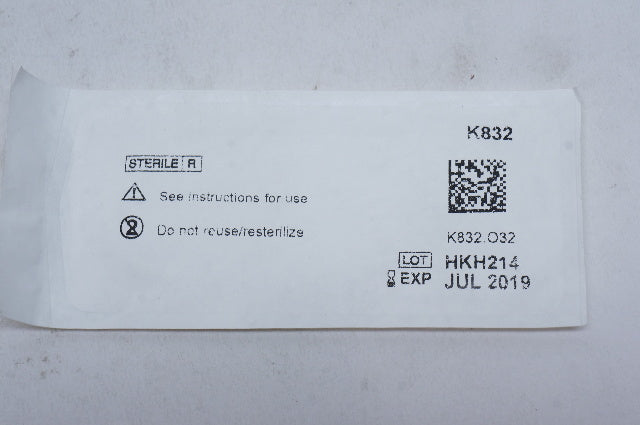 K832
STERILE R
See instructions for use
Do not reuse/resterilize
K832.O32
LOT HKH214
EXP JUL 2019